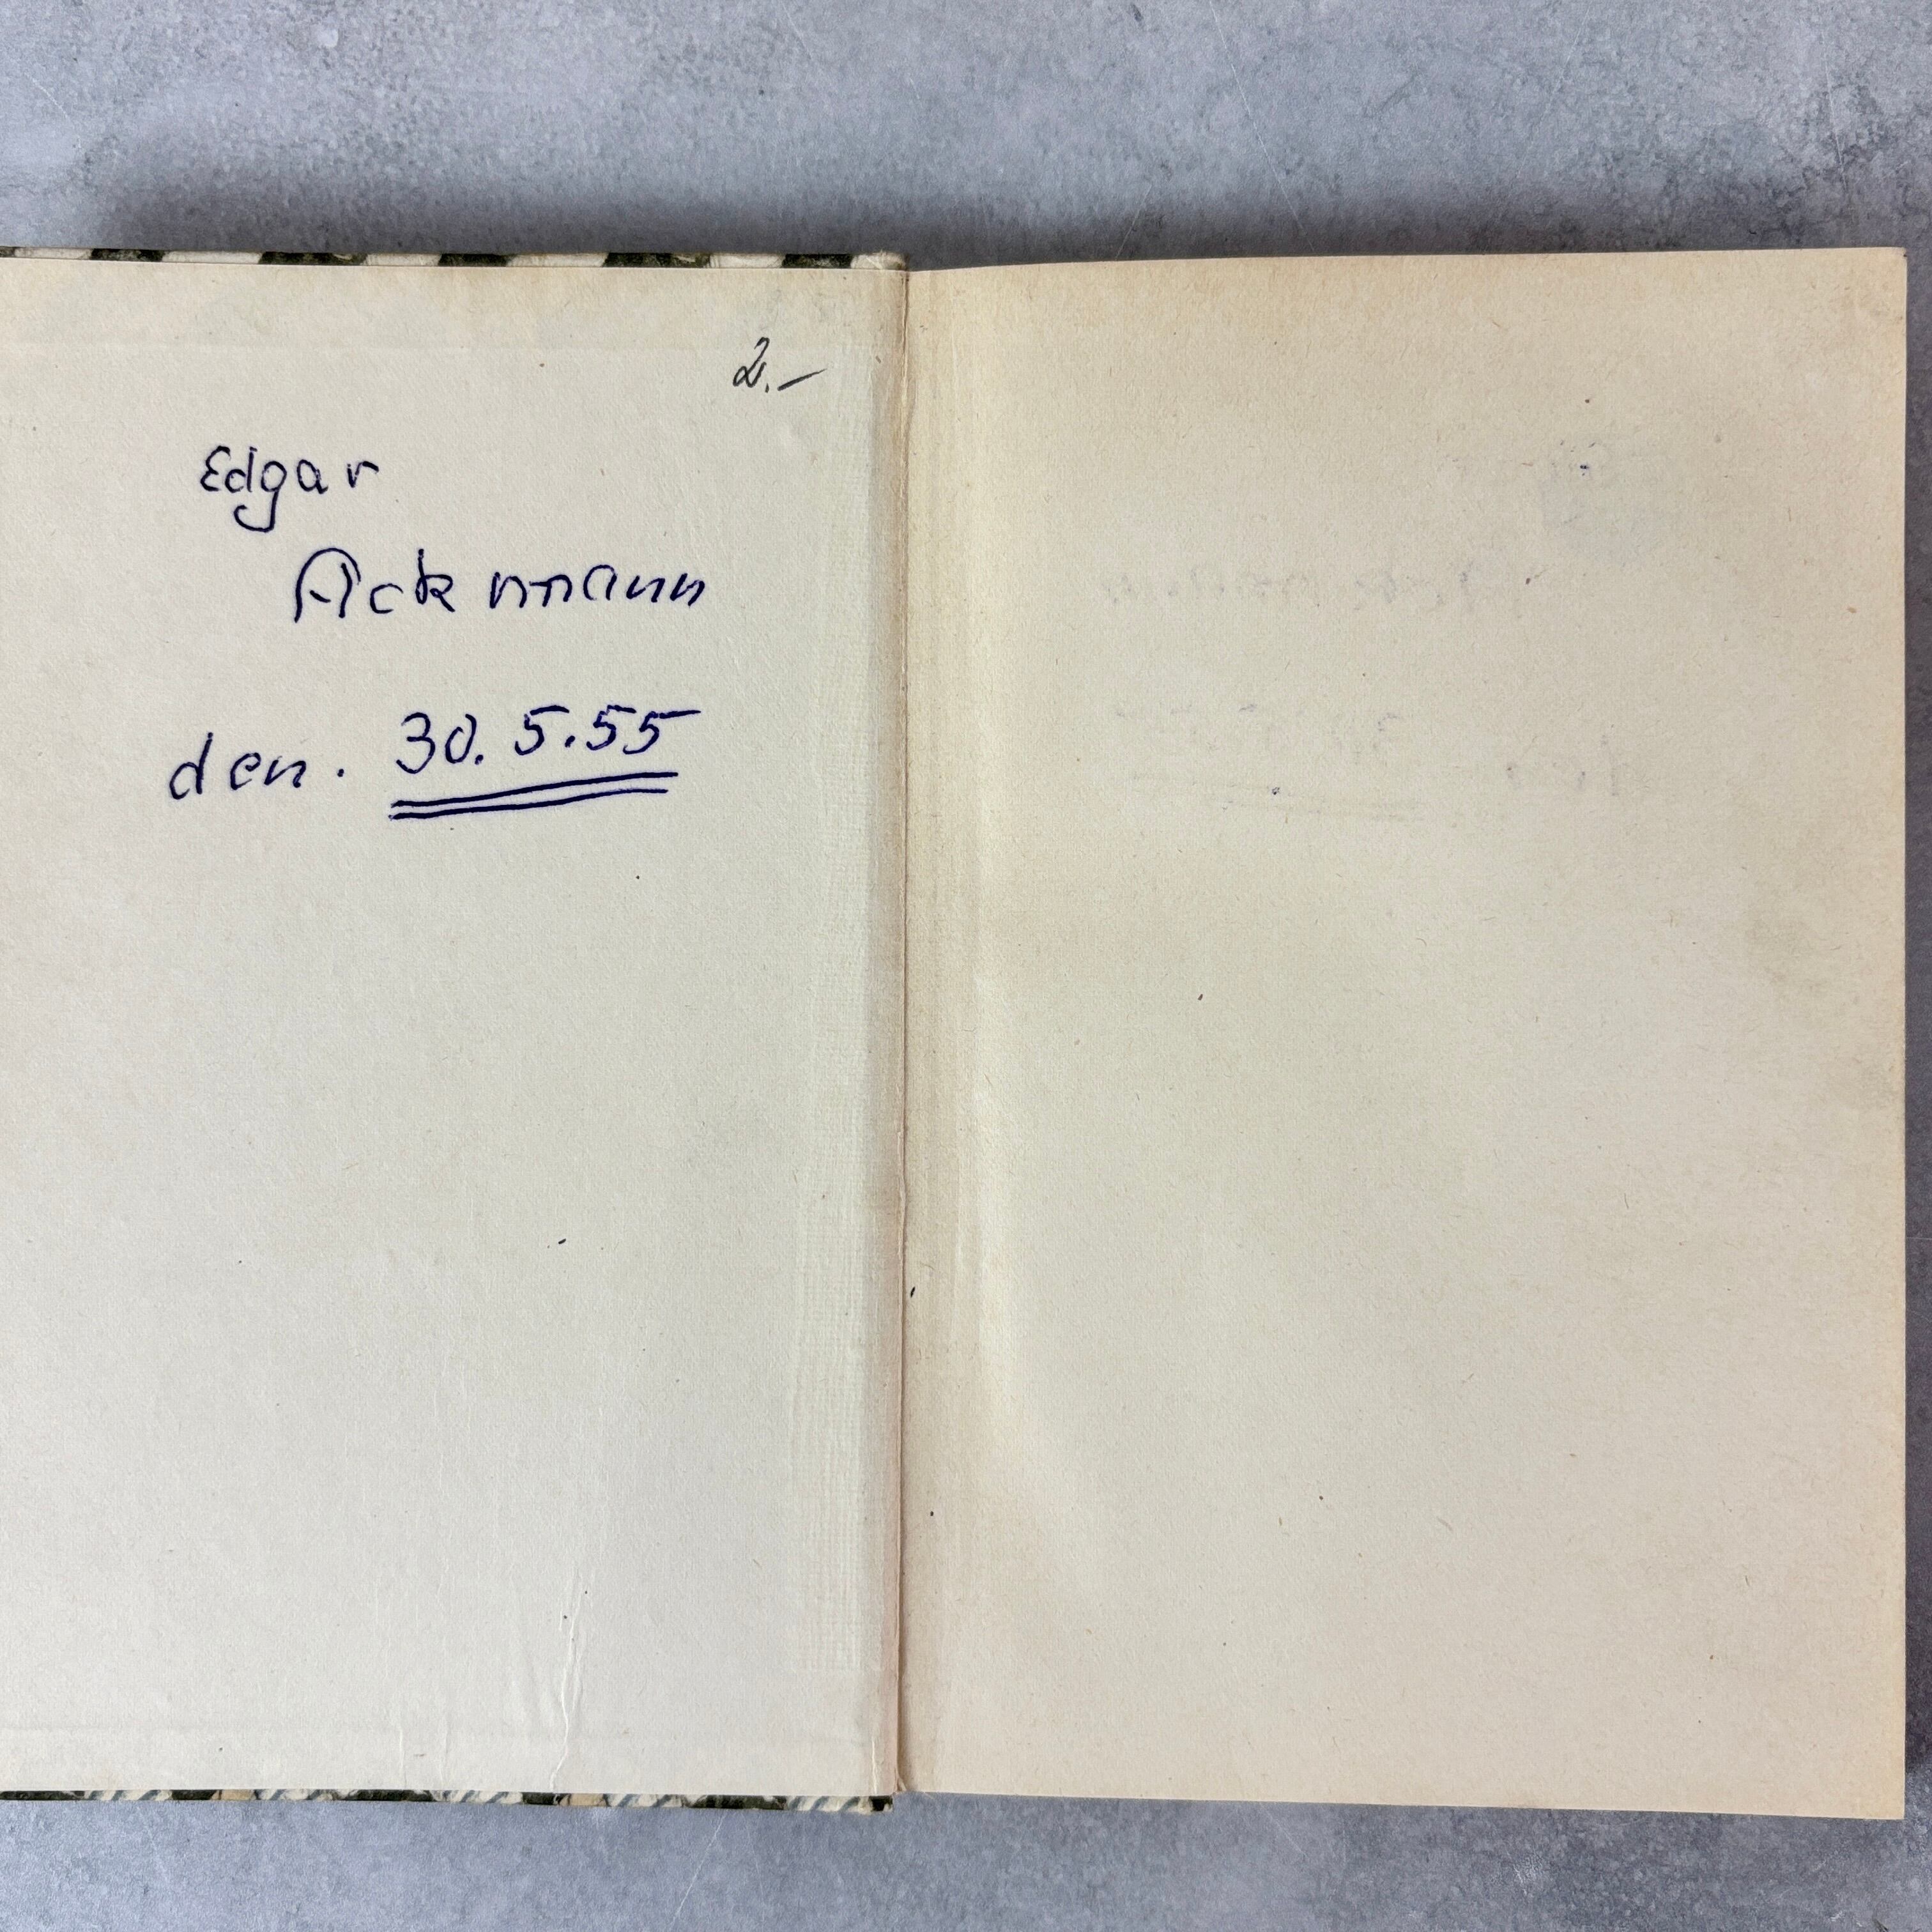 2.-
Edgar
Ackmann
den. 30.5.55